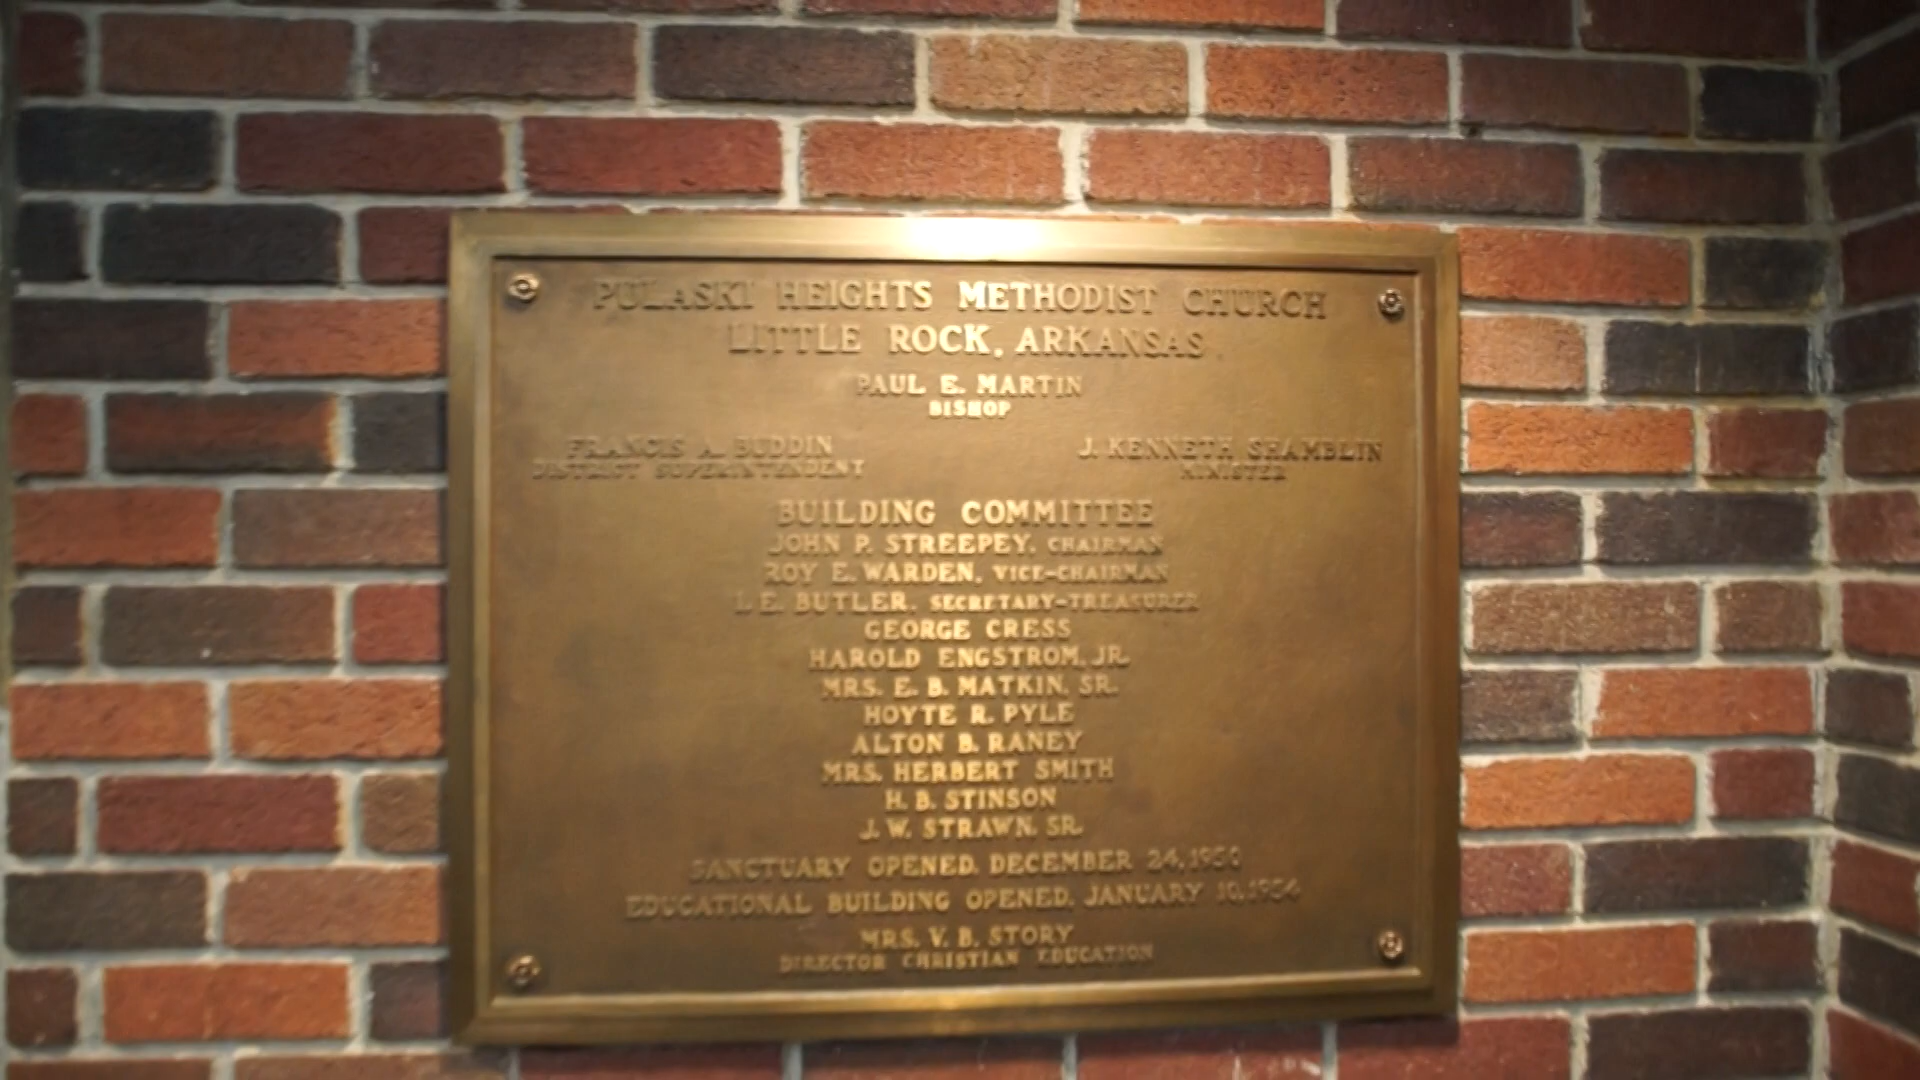 PULASKI HEIGHTS METHODIST CHURCH
LITTLE ROCK, ARKANSAS
PAUL E. MARTIN
BISHOP
FRANCIS A. BUDDIN
DISTRICT SUPERINTENDENT
J. KENNETH SHAMBLIN
MINISTER
BUILDING COMMITTEE
JOHN P. STREEPEY, CHAIRMAN
ROY E. WARDEN, VICE-CHAIRMAN
I. E. BUTLER, SECRETARY-TREASURER
GEORGE CRESS
HAROLD ENGSTROM, JR.
MRS. E. B. MATKIN, SR.
HOYTE R. PYLE
ALTON B. RANEY
MRS. HERBERT SMITH
H. B. STINSON
J. W. STRAWN, SR.
SANCTUARY OPENED, DECEMBER 24, 1950
EDUCATIONAL BUILDING OPENED, JANUARY 10, 1954
MRS. V. B. STORY
DIRECTOR CHRISTIAN EDUCATION